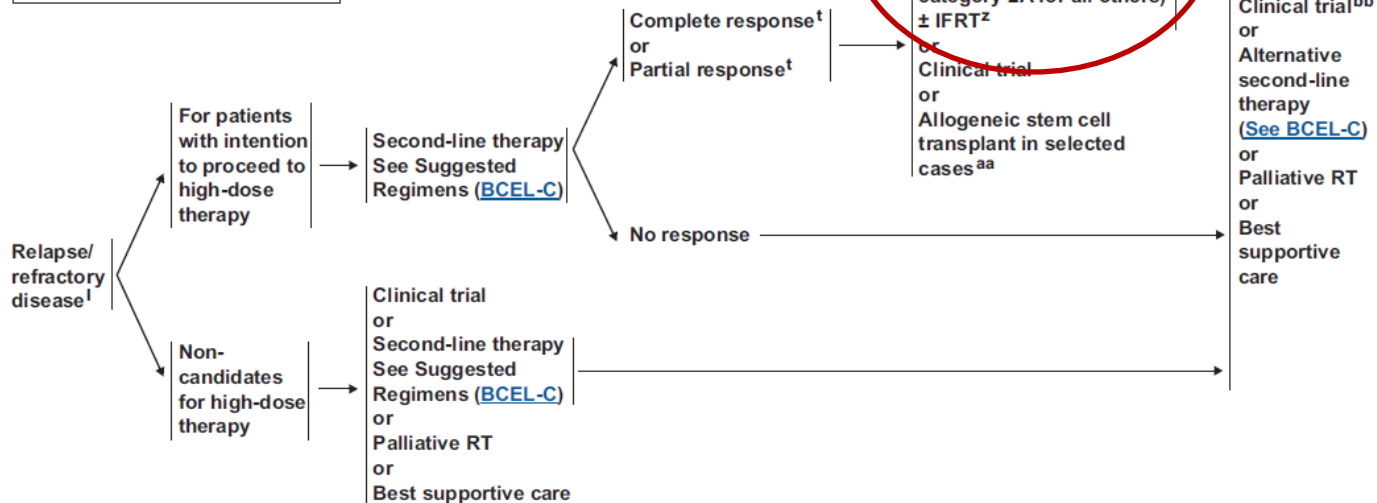 Relapse/
refractory
disease^l
For patients
with intention
to proceed to
high-dose
therapy
Second-line therapy
See Suggested
Regimens (BCEL-C)
Complete response^t
or
Partial response^t
± IFRT^z
or
Clinical trial
or
Allogeneic stem cell
transplant in selected
cases^aa
No response
Non-
candidates
for high-dose
therapy
Clinical trial
or
Second-line therapy
See Suggested
Regimens (BCEL-C)
or
Palliative RT
or
Best supportive care
Clinical trial^bb
or
Alternative
second-line
therapy
(See BCEL-C)
or
Palliative RT
or
Best
supportive
care